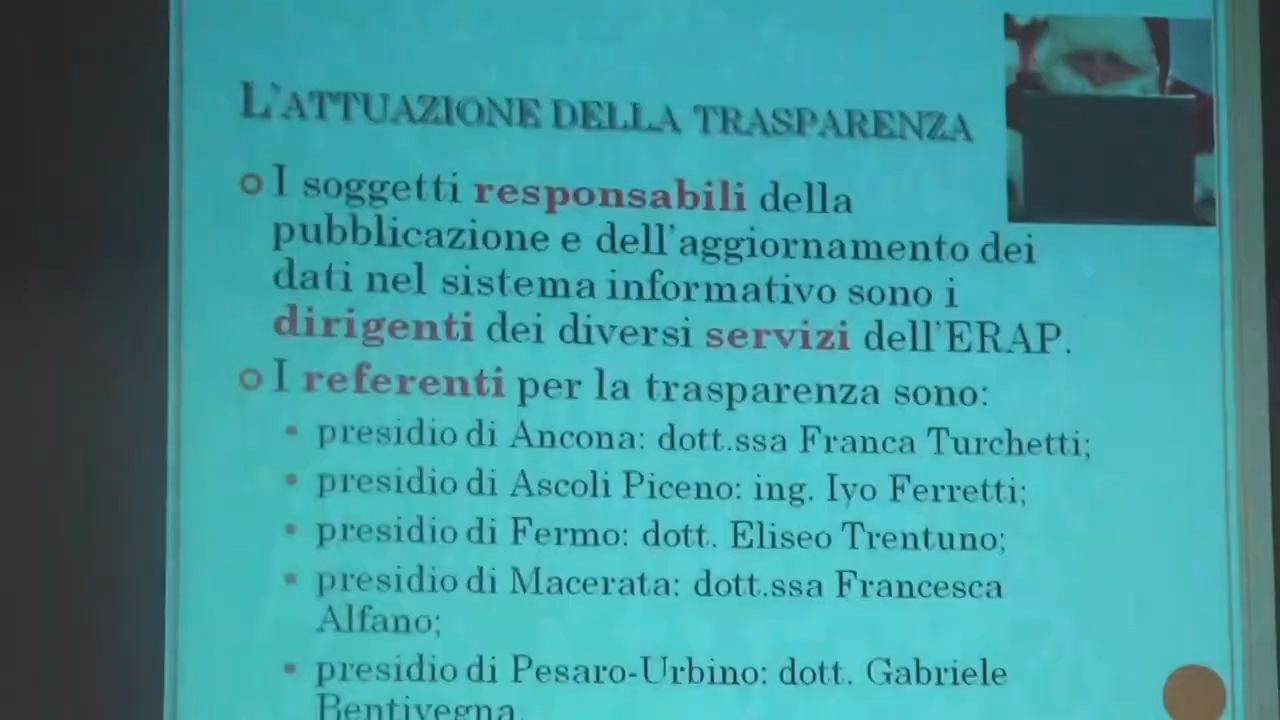 L'ATTUAZIONE DELLA TRASPARENZA
I soggetti responsabili della
pubblicazione e dell'aggiornamento dei
dati nel sistema informativo sono i
dirigenti dei diversi servizi dell'ERAP.
I referenti per la trasparenza sono:
presidio di Ancona: dott.ssa Franca Turchetti;
presidio di Ascoli Piceno: ing. Iyo Ferretti;
presidio di Fermo: dott. Eliseo Trentuno;
presidio di Macerata: dott.ssa Francesca
Alfano;
presidio di Pesaro-Urbino: dott. Gabriele
Bentivegna.